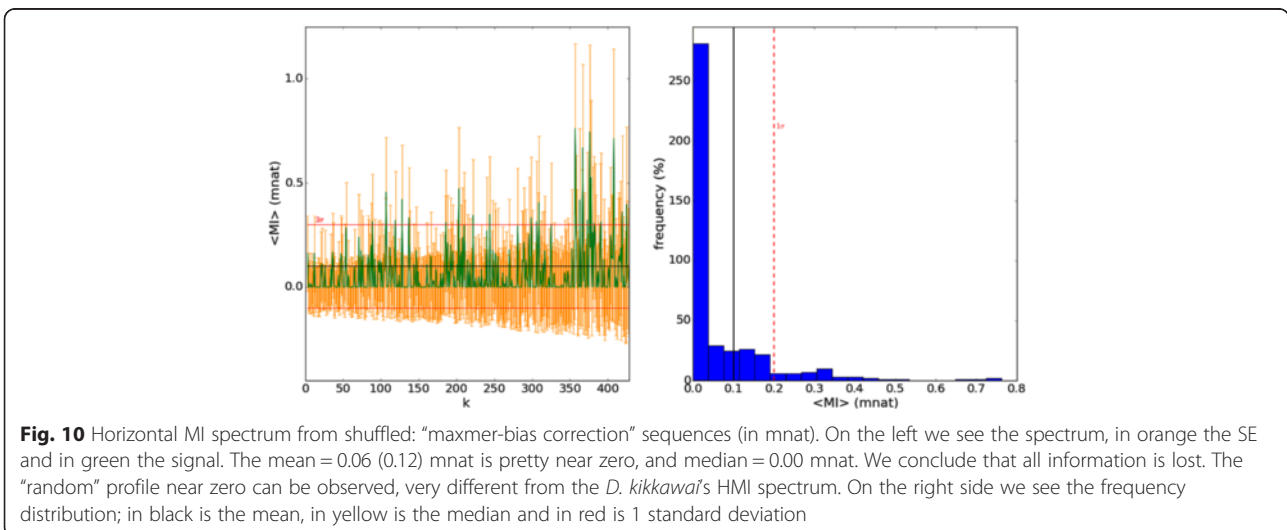 1.0
0.5
0.0
<MI> (mnat)
0 50 100 150 200 250 300 350 400
k
250
200
150
100
50
0
frequency (%)
0.0 0.1 0.2 0.3 0.4 0.5 0.6 0.7 0.8
<MI> (mnat)
Fig. 10 Horizontal MI spectrum from shuffled: “maxmer-bias correction” sequences (in mnat). On the left we see the spectrum, in orange the SE
and in green the signal. The mean = 0.06 (0.12) mnat is pretty near zero, and median = 0.00 mnat. We conclude that all information is lost. The
“random” profile near zero can be observed, very different from the D. kikkawai’s HMI spectrum. On the right side we see the frequency
distribution; in black is the mean, in yellow is the median and in red is 1 standard deviation